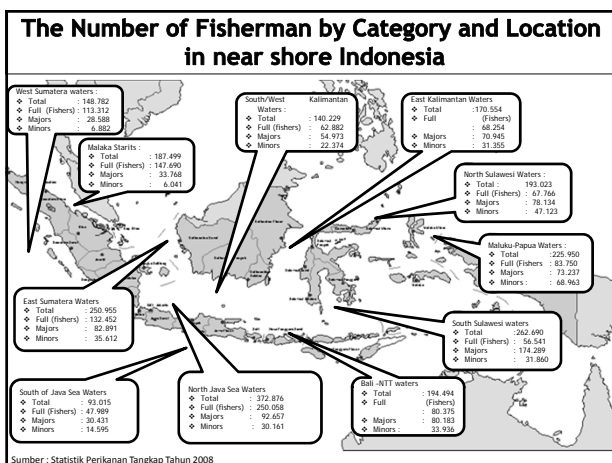 The Number of Fisherman by Category and Location
in near shore Indonesia
West Sumatera waters :
❖ Total : 148.782
❖ Full (Fishers) : 113.312
❖ Majors : 28.588
❖ Minors : 6.882
Malaka Starits :
❖ Total : 187.499
❖ Full (Fishers) : 147.690
❖ Majors : 33.768
❖ Minors : 6.041
South/West Kalimantan
Waters :
❖ Total : 140.229
❖ Full (fishers) : 62.882
❖ Majors : 54.973
❖ Minors : 22.374
East Kalimantan Waters
❖ Total :170.554
❖ Full (Fishers)
: 68.254
❖ Majors : 70.945
❖ Minors : 31.355
North Sulawesi Waters :
❖ Total : 193.023
❖ Full (Fishers) : 67.766
❖ Majors : 78.134
❖ Minors : 47.123
Maluku-Papua Waters :
❖ Total :225.950
❖ Full (Fishers : 83.750
❖ Majors : 73.237
❖ Minors : 68.963
East Sumatera Waters
❖ Total : 250.955
❖ Full (fishers) : 132.452
❖ Majors : 82.891
❖ Minors : 35.612
South Sulawesi waters
❖ Total :262.690
❖ Full (Fishers) : 56.541
❖ Majors : 174.289
❖ Minors : 31.860
South of Java Sea Waters
❖ Total : 93.015
❖ Full (Fishers) : 47.989
❖ Majors : 30.431
❖ Minors : 14.595
North Java Sea Waters
❖ Total : 372.876
❖ Full (fishers) : 250.058
❖ Majors : 92.657
❖ Minors : 30.161
Bali -NTT waters
❖ Total : 194.494
❖ Full (Fishers)
: 80.375
❖ Majors : 80.183
❖ Minors : 33.936
Sumber : Statistik Perikanan Tangkap Tahun 2008